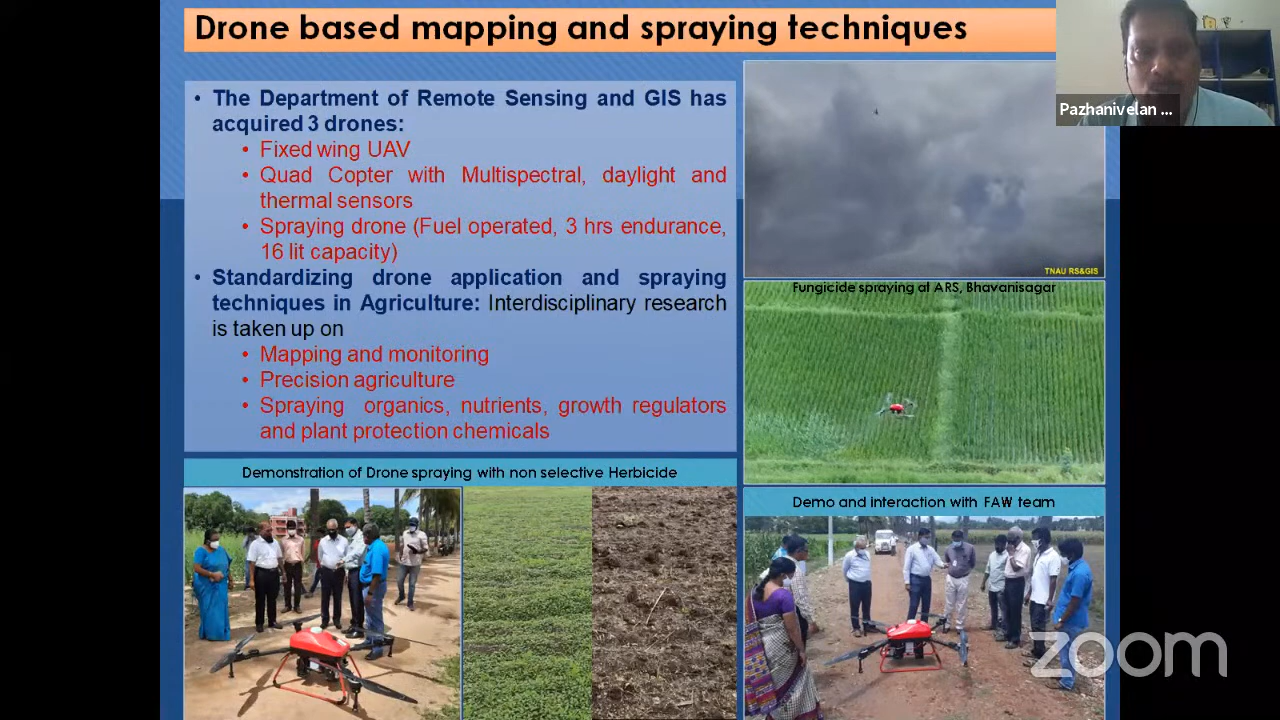 Drone based mapping and spraying techniques
Pazhanivelan ...
• The Department of Remote Sensing and GIS has
acquired 3 drones:
• Fixed wing UAV
• Quad Copter with Multispectral, daylight and
thermal sensors
• Spraying drone (Fuel operated, 3 hrs endurance,
16 lit capacity)
• Standardizing drone application and spraying
techniques in Agriculture: Interdisciplinary research
is taken up on
• Mapping and monitoring
• Precision agriculture
• Spraying organics, nutrients, growth regulators
and plant protection chemicals
TNAU RS&GIS
Fungicide spraying at ARS, Bhavanisagar
Demonstration of Drone spraying with non selective Herbicide
Demo and interaction with FAW team
zoom